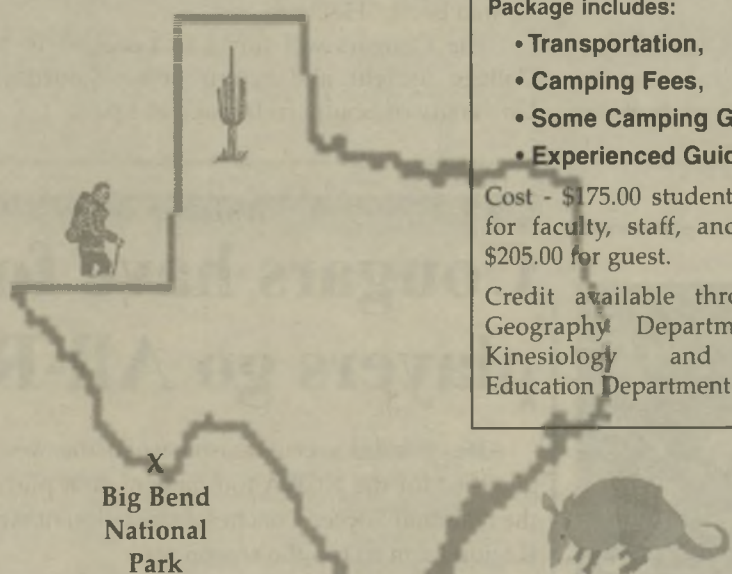 Package includes:
• Transportation,
• Camping Fees,
• Some Camping G
• Experienced Guid
Cost - $175.00 student
for faculty, staff, and
$205.00 for guest.
Credit available thro
Geography Departm
Kinesiology and
Education Department
X
Big Bend
National
Park